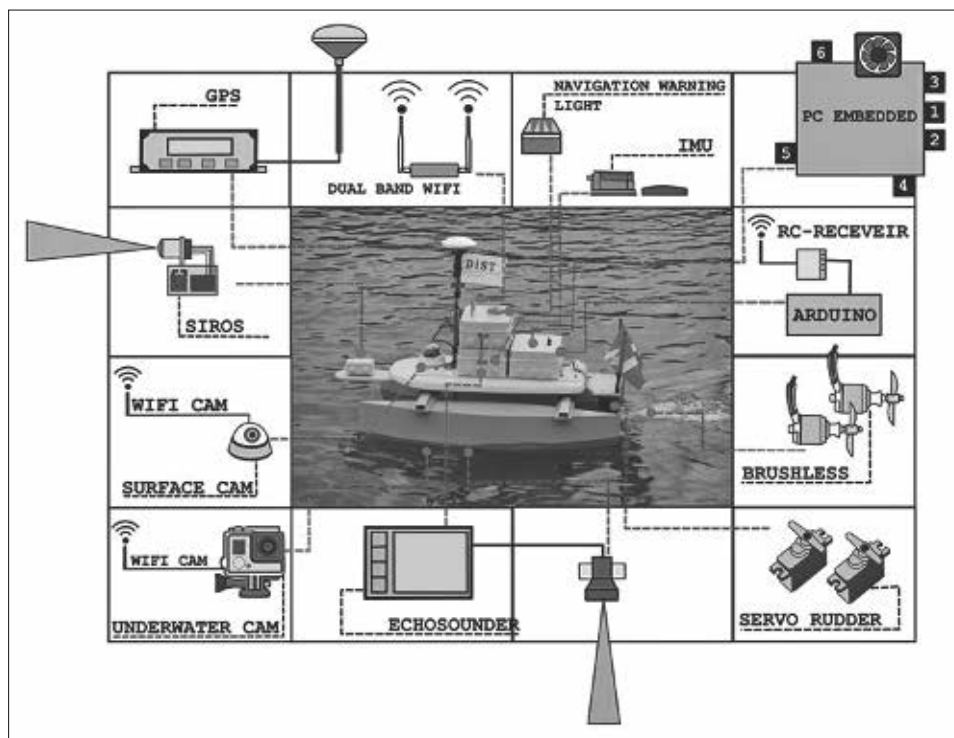 GPS
DUAL BAND WIFI
NAVIGATION WARNING
LIGHT
IMU
6
PC EMBEDDED
3
1
2
5
4
SIROS
DIST
RC-RECEVEIR
ARDUINO
WIFI CAM
SURFACE CAM
BRUSHLESS
WIFI CAM
UNDERWATER CAM
ECHOSOUNDER
SERVO RUDDER